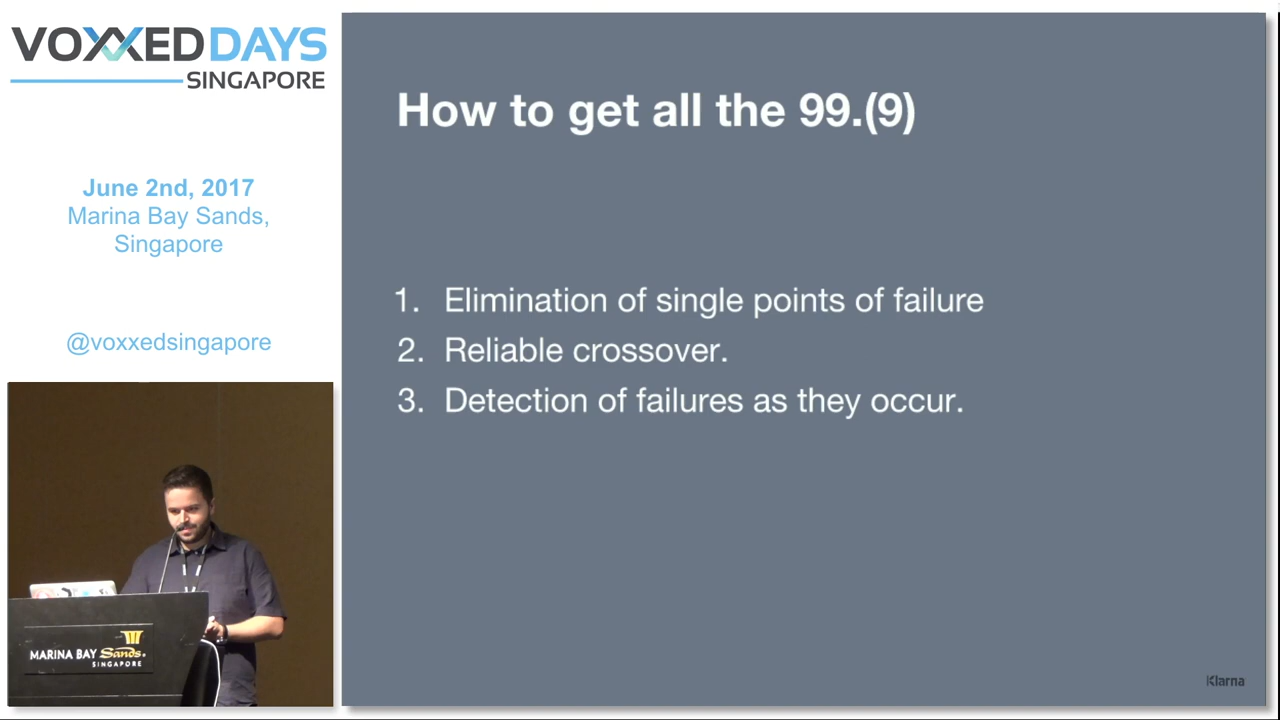 VOXXED DAYS
SINGAPORE
June 2nd, 2017
Marina Bay Sands,
Singapore
@voxxedsingapore
MARINA BAY Sands.
SINGAPORE
How to get all the 99.(9)
1. Elimination of single points of failure
2. Reliable crossover.
3. Detection of failures as they occur.
Klarna